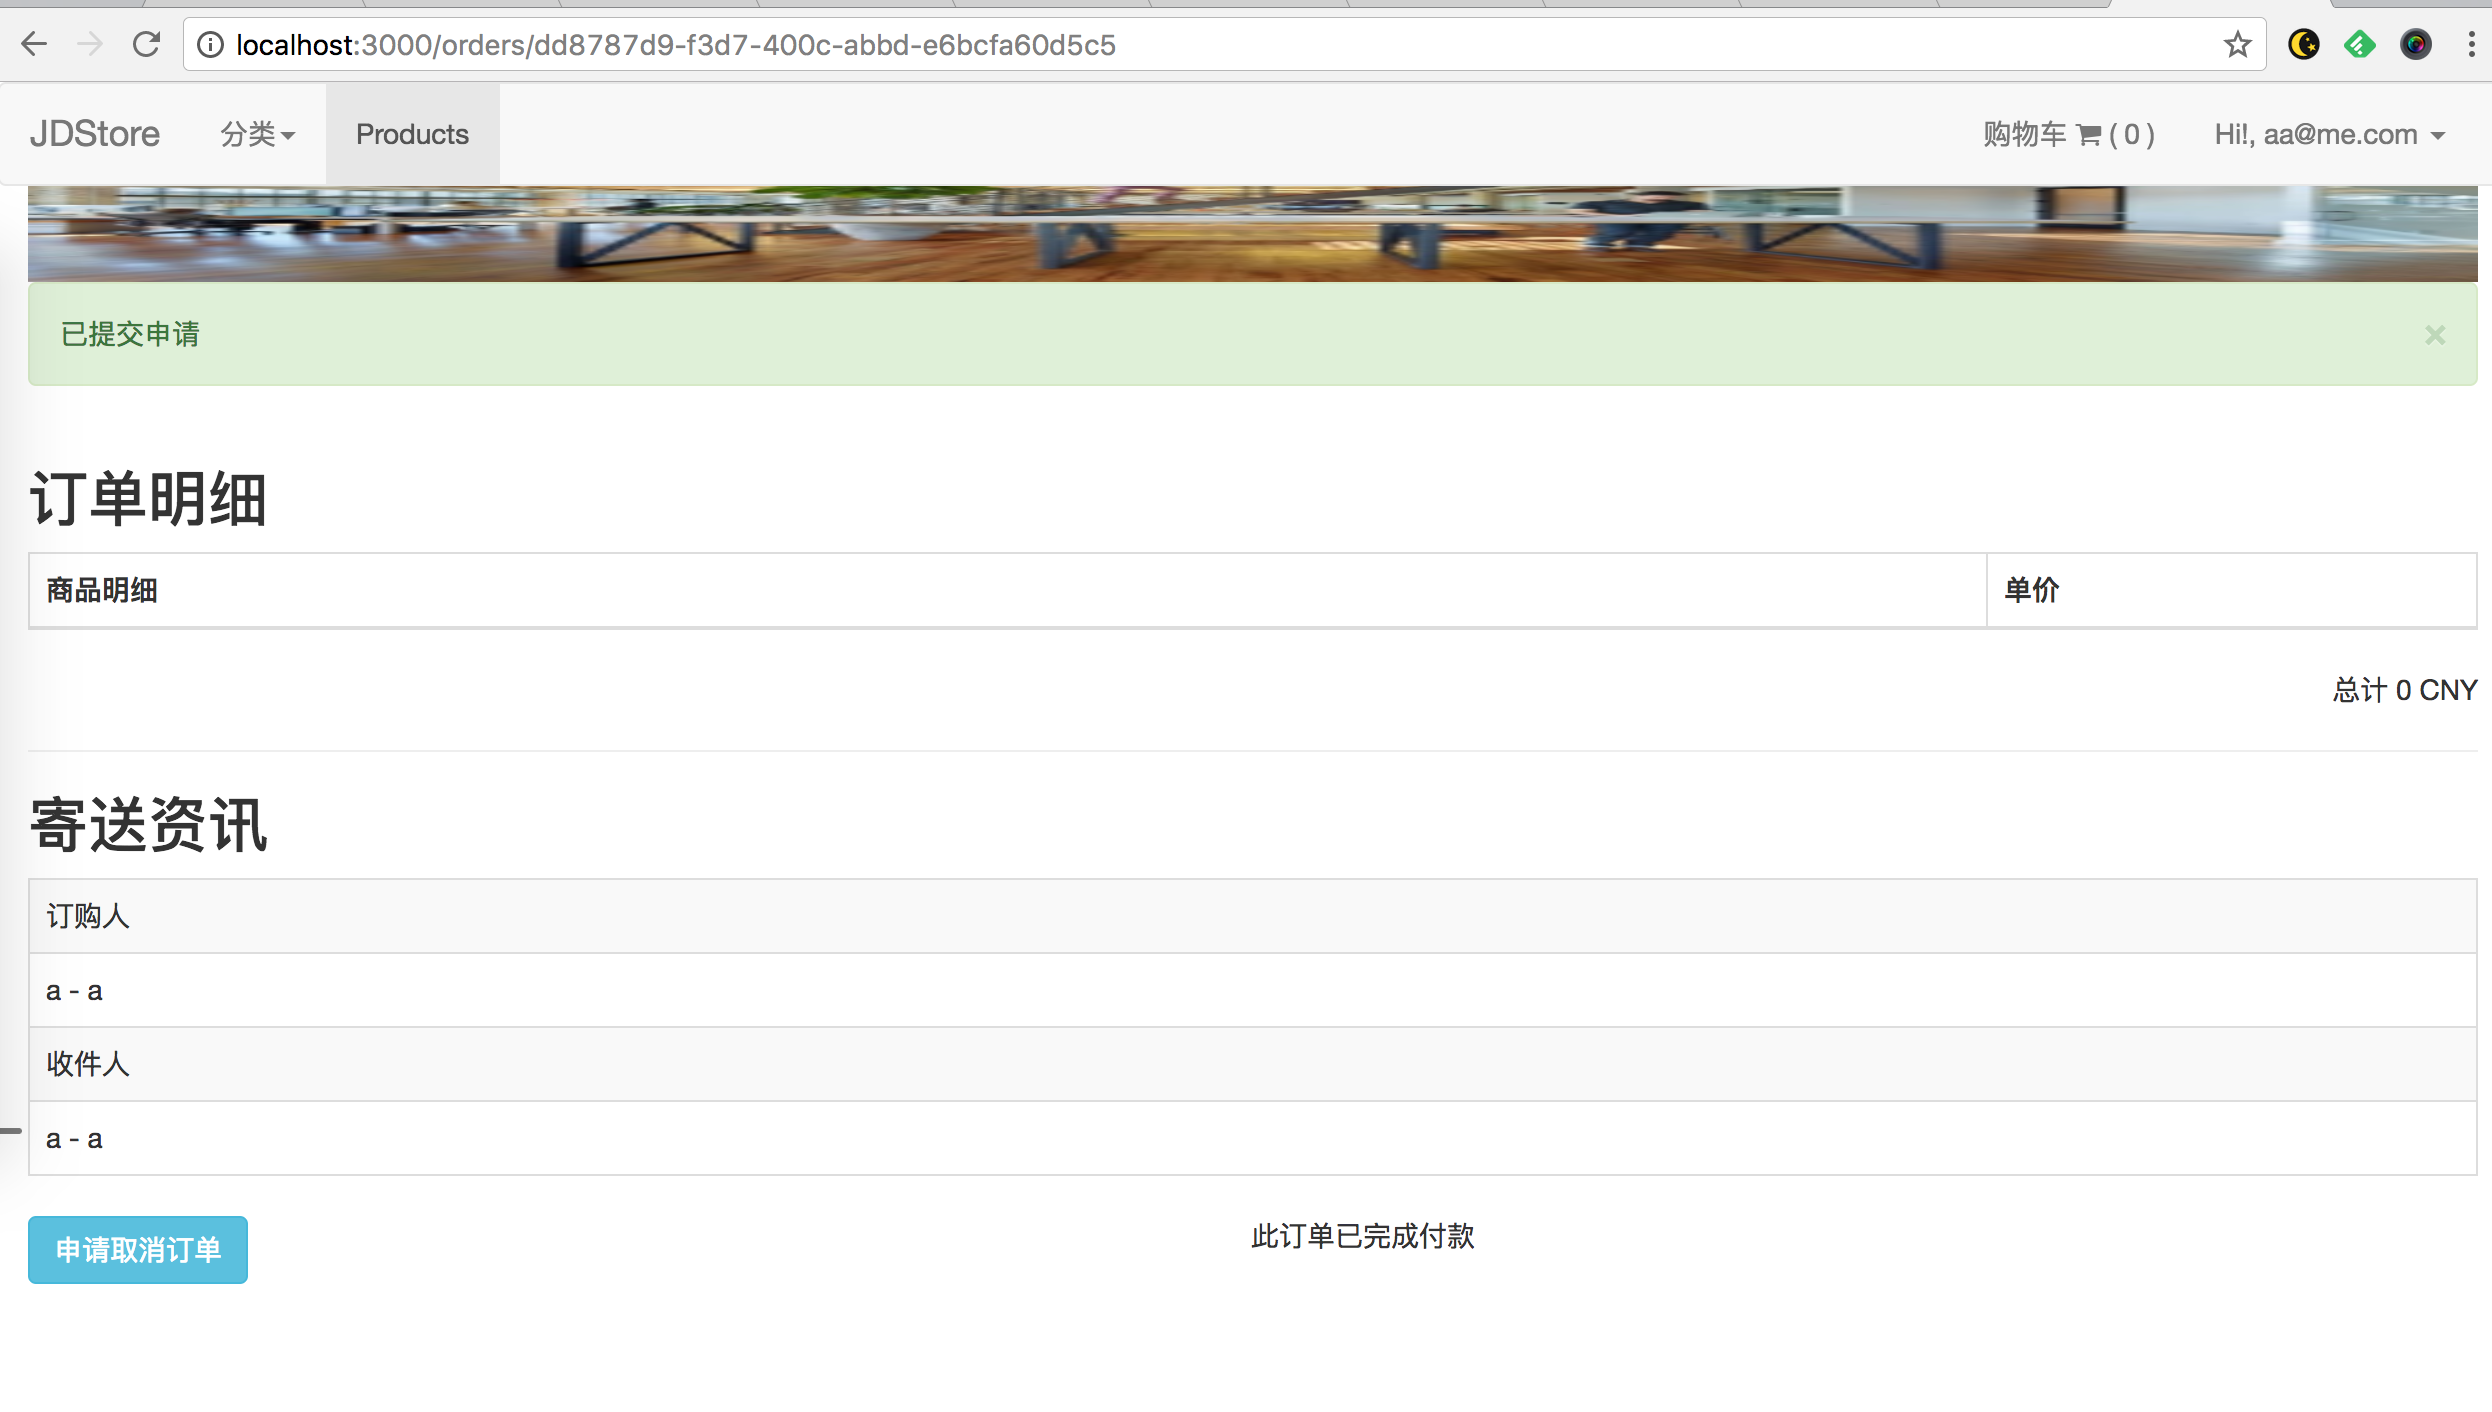 localhost:3000/orders/dd8787d9-f3d7-400c-abbd-e6bcfa60d5c5
JDStore 分类 Products 购物车 ( 0 ) Hi!, aa@me.com
已提交申请 ×
订单明细
商品明细 单价
总计 0 CNY
寄送资讯
订购人
a - a
收件人
a - a
申请取消订单 此订单已完成付款